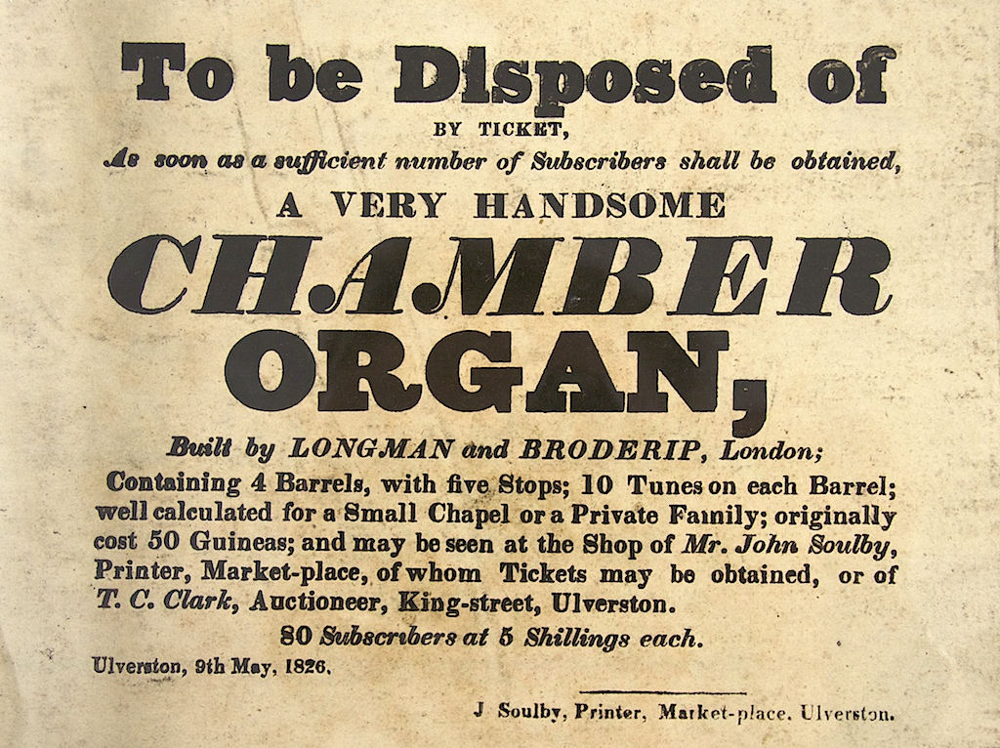 To be Disposed of
BY TICKET,
As soon as a sufficient number of Subscribers shall be obtained,
A VERY HANDSOME
CHAMBER
ORGAN,
Built by LONGMAN and BRODERIP, London;
Containing 4 Barrels, with five Stops; 10 Tunes on each Barrel;
well calculated for a Small Chapel or a Private Family; originally
cost 50 Guineas; and may be seen at the Shop of Mr. John Soulby,
Printer, Market-place, of whom Tickets may be obtained, or of
T. C. Clark, Auctioneer, King-street, Ulverston.
80 Subscribers at 5 Shillings each.
Ulverston, 9th May, 1826.
J Soulby, Printer, Market-place. Ulverston.